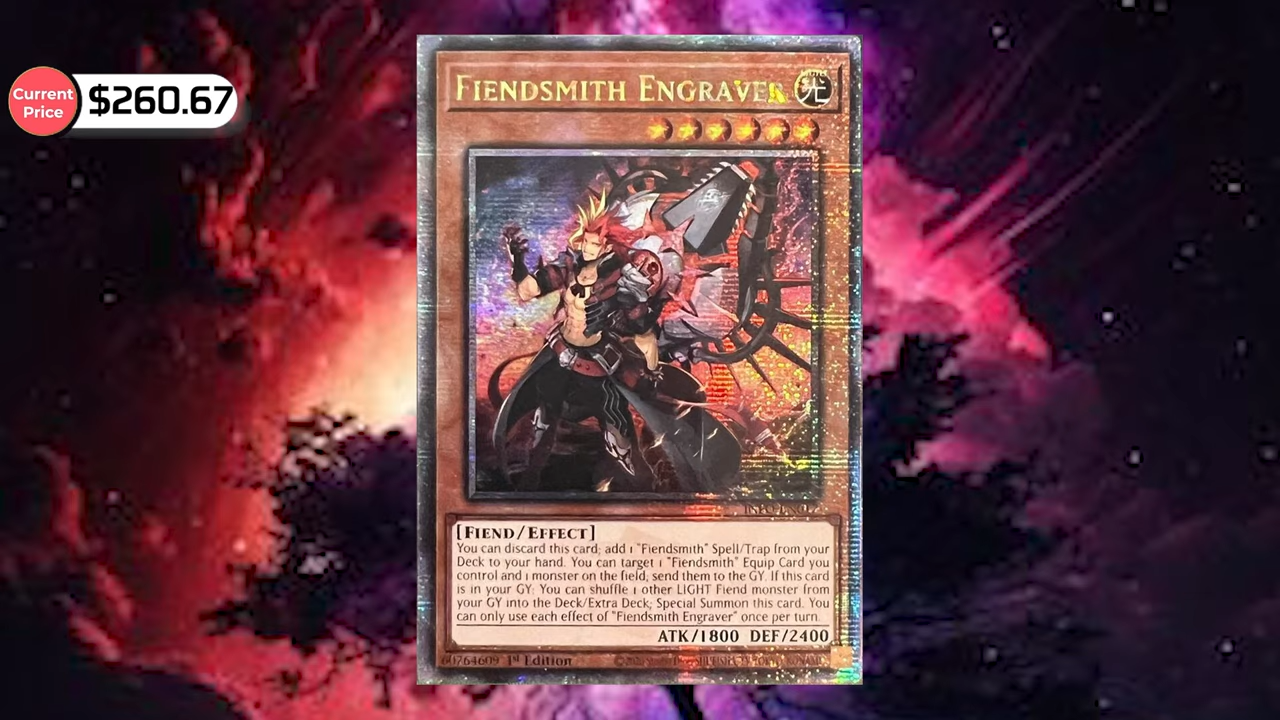 Current
Price
$260.67
FIENDSMITH ENGRAVER
光
[FIEND/EFFECT]
You can discard this card; add 1 "Fiendsmith" Spell/Trap from your
Deck to your hand. You can target 1 "Fiendsmith" Equip Card you
control and 1 monster on the field; send them to the GY. If this card
is in your GY: You can shuffle 1 other LIGHT Fiend monster from
your GY into the Deck/Extra Deck; Special Summon this card. You
can only use each effect of "Fiendsmith Engraver" once per turn.
ATK/1800 DEF/2400
60764609 1st Edition